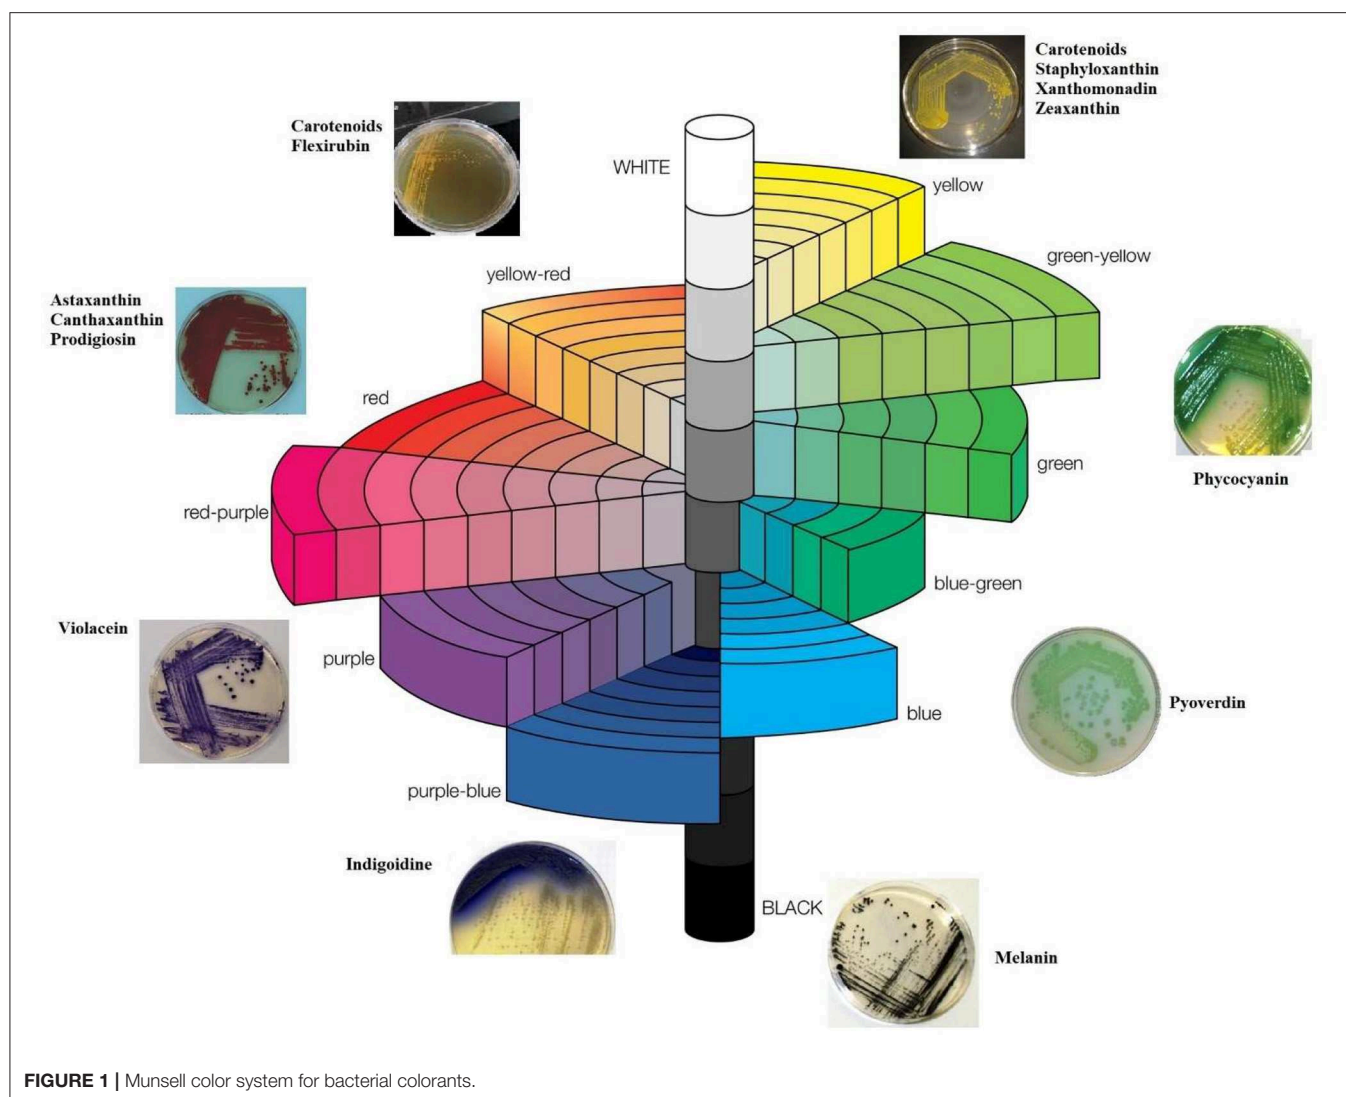 Carotenoids
Staphyloxanthin
Xanthomonadin
Zeaxanthin
Carotenoids
Flexirubin
WHITE
yellow
green-yellow
yellow-red
Astaxanthin
Canthaxanthin
Prodigiosin
red
green
Phycocyanin
red-purple
blue-green
Violacein
purple
Pyoverdin
blue
purple-blue
Indigoidine
BLACK
Melanin
FIGURE 1 | Munsell color system for bacterial colorants.